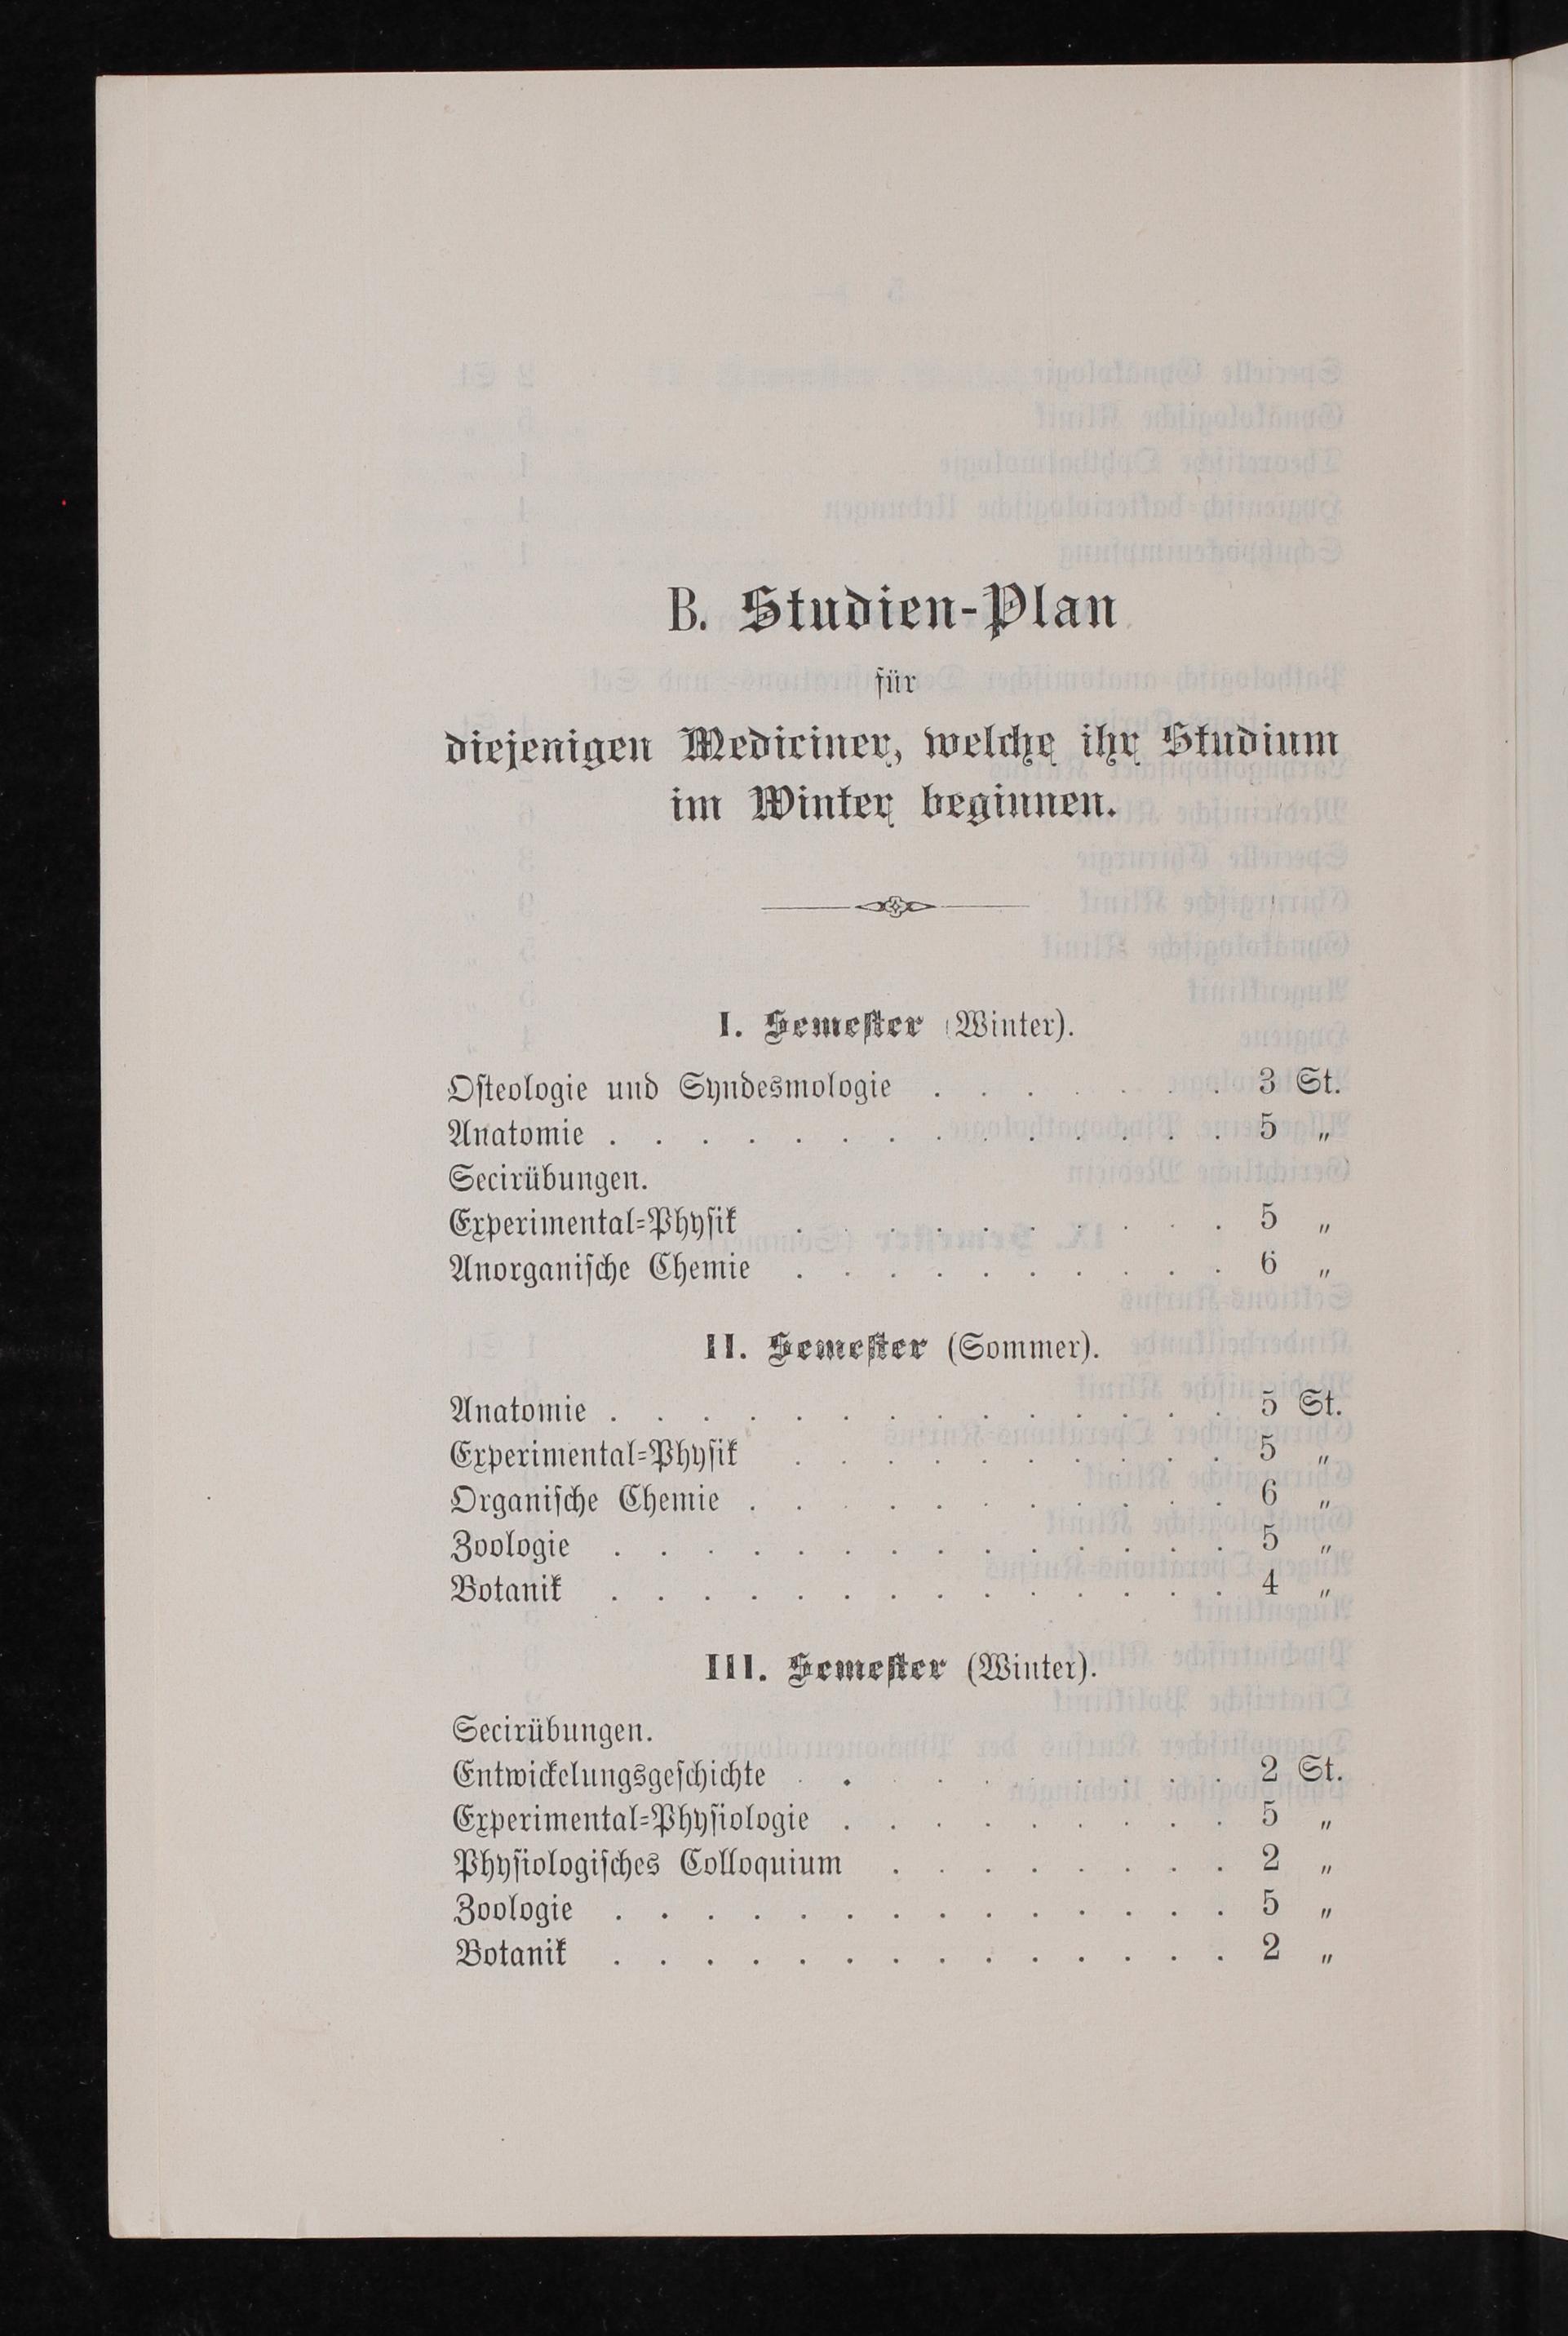 B. Studien-Plan
für
diejenigen Mediciner, welche ihr Studium
im Winter beginnen.
I. Semester (Winter).
Osteologie und Syndesmologie . . . . . . . 3 St.
Anatomie . . . . . . . . . . . . . . 5 „
Secirübungen.
Experimental-Physik . . . . . . . . . . 5 „
Anorganische Chemie . . . . . . . . . . 6 „
II. Semester (Sommer).
Anatomie . . . . . . . . . . . . . . 5 St.
Experimental-Physik . . . . . . . . . . 5 „
Organische Chemie . . . . . . . . . . . 6 „
Zoologie . . . . . . . . . . . . . . 5 „
Botanik . . . . . . . . . . . . . . 4 „
III. Semester (Winter).
Secirübungen.
Entwickelungsgeschichte . . . . . . . . . 2 St.
Experimental-Physiologie . . . . . . . . . 5 „
Physiologisches Colloquium . . . . . . . . 2 „
Zoologie . . . . . . . . . . . . . . 5 „
Botanik . . . . . . . . . . . . . . 2 „